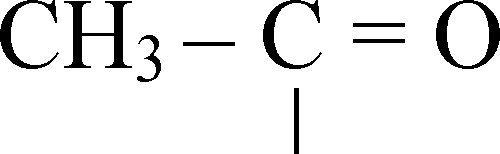 CH₃ – C = O
|